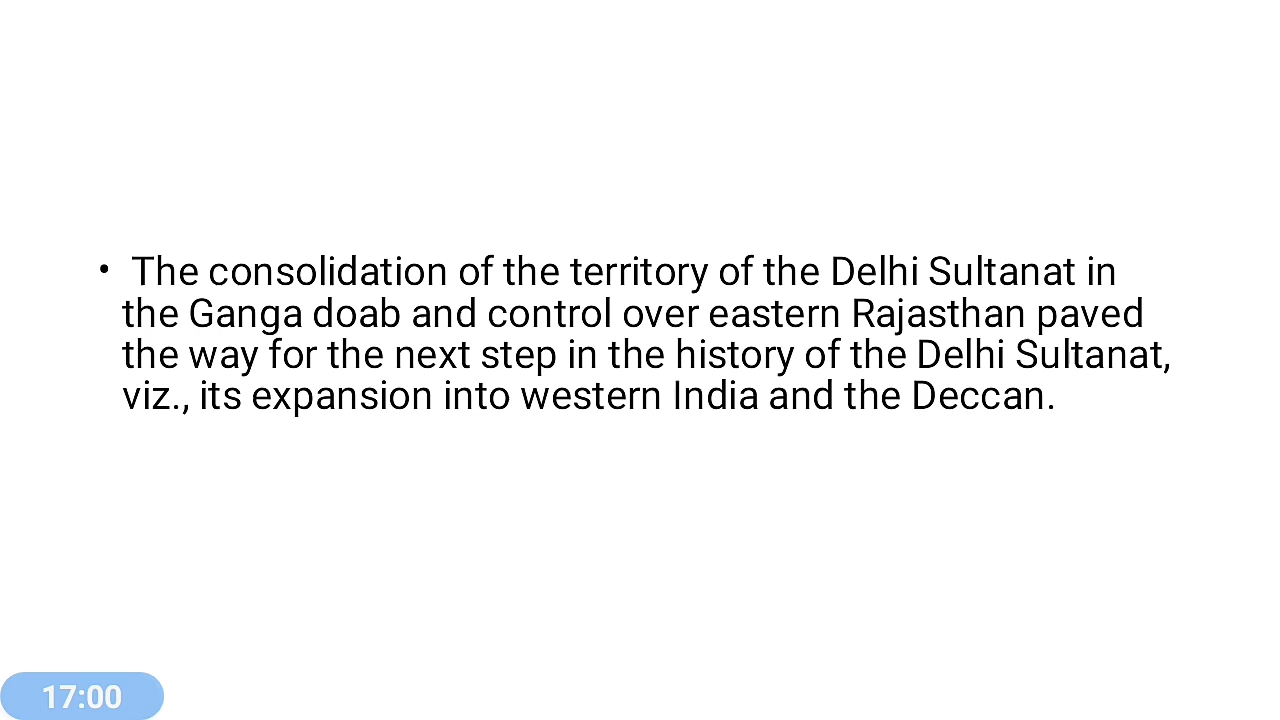 • The consolidation of the territory of the Delhi Sultanat in
the Ganga doab and control over eastern Rajasthan paved
the way for the next step in the history of the Delhi Sultanat,
viz., its expansion into western India and the Deccan.
17:00